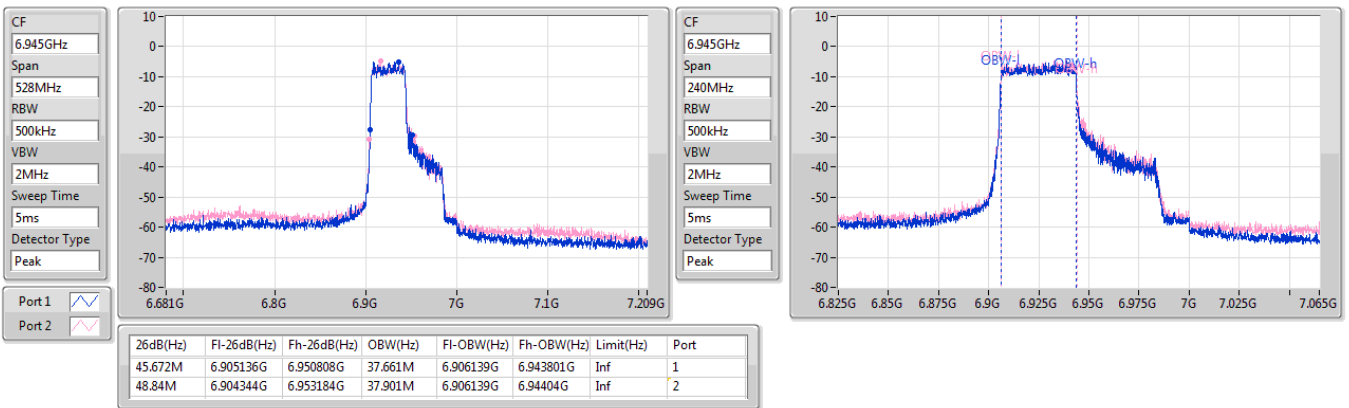 CF
6.945GHz
Span
528MHz
RBW
500kHz
VBW
2MHz
Sweep Time
5ms
Detector Type
Peak
Port 1
Port 2
10
0
-10
-20
-30
-40
-50
-60
-70
-80
6.681G 6.8G 6.9G 7G 7.1G 7.209G
CF
6.945GHz
Span
240MHz
RBW
500kHz
VBW
2MHz
Sweep Time
5ms
Detector Type
Peak
10
0
-10
-20
-30
-40
-50
-60
-70
-80
OBW-l OBW-h
6.825G 6.85G 6.875G 6.9G 6.925G 6.95G 6.975G 7G 7.025G 7.065G
26dB(Hz) Fl-26dB(Hz) Fh-26dB(Hz) OBW(Hz) Fl-OBW(Hz) Fh-OBW(Hz) Limit(Hz) Port
45.672M 6.905136G 6.950808G 37.661M 6.906139G 6.943801G Inf 1
48.84M 6.904344G 6.953184G 37.901M 6.906139G 6.94404G Inf 2